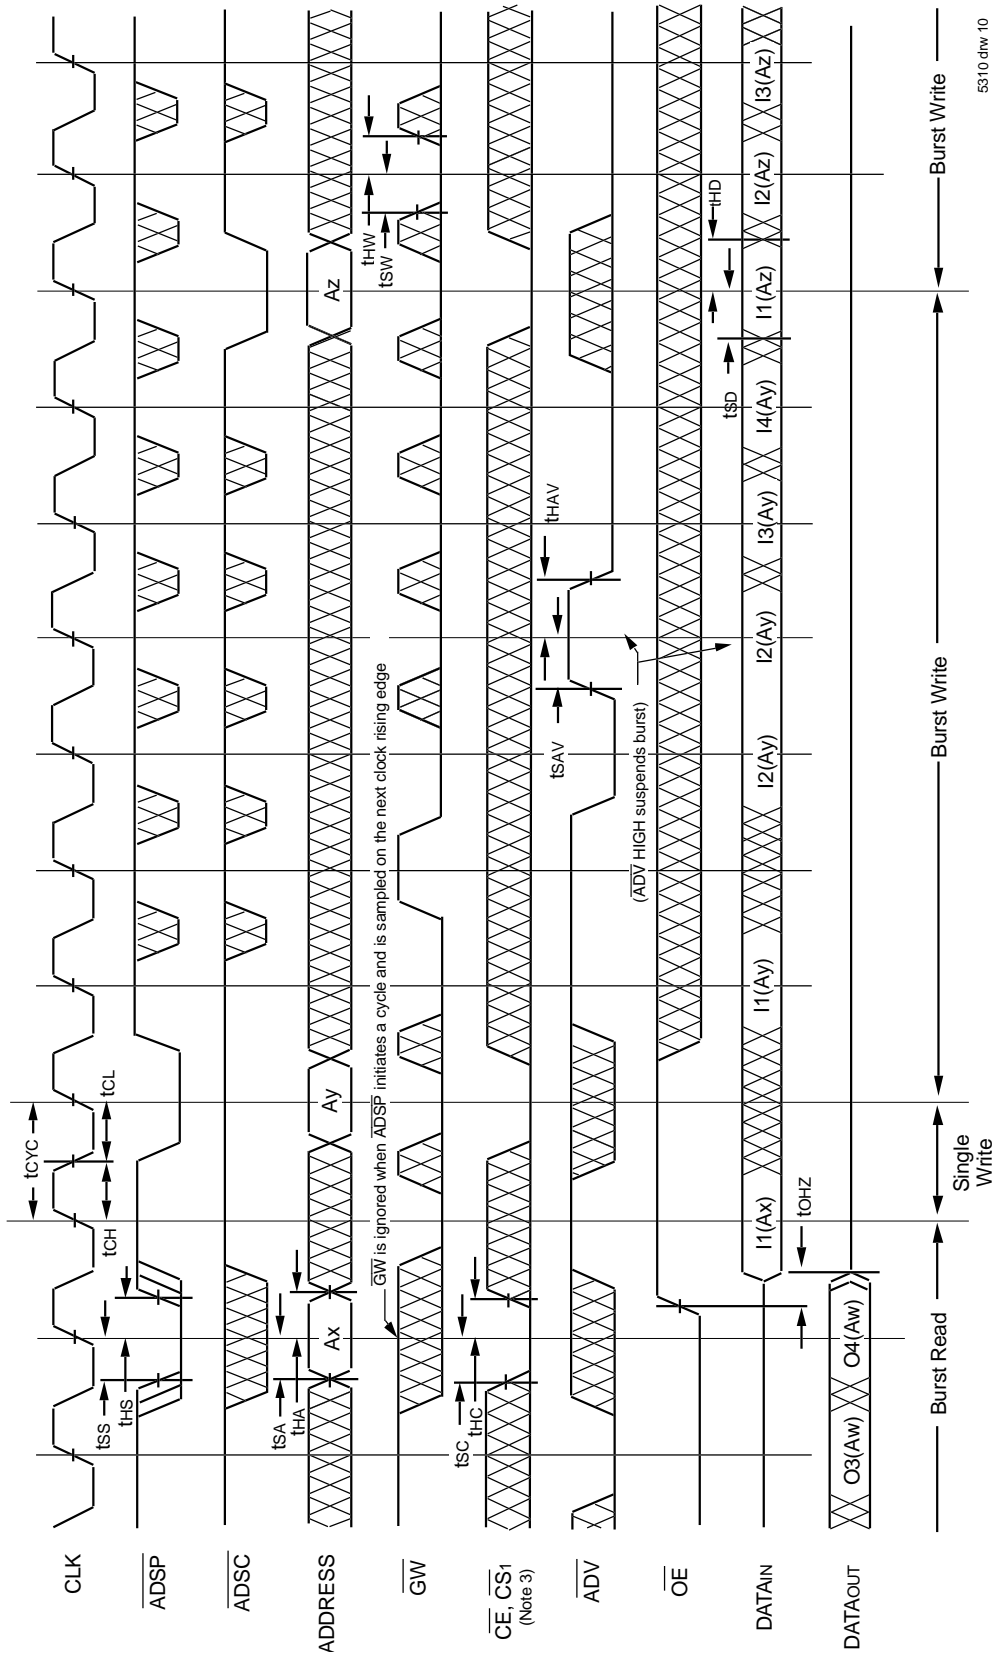 CLK
tCYC
tCH
tCL
ADSP
tSS
tHS
ADSC
ADDRESS
tSA
tHA
Ax
Ay
Az
GW
GW is ignored when ADSP initiates a cycle and is sampled on the next clock rising edge
tHW
tSW
CE, CS1
(Note 3)
tSC
tHC
ADV
tSAV
tHAV
(ADV HIGH suspends burst)
OE
tSD
tHD
DATAIN
I1(Ax)
I1(Ay)
I2(Ay)
I2(Ay)
I3(Ay)
I4(Ay)
I1(Az)
I2(Az)
I3(Az)
tOHZ
DATAOUT
O3(Aw)
O4(Aw)
Burst Read
Single
Write
Burst Write
Burst Write
5310 drw 10